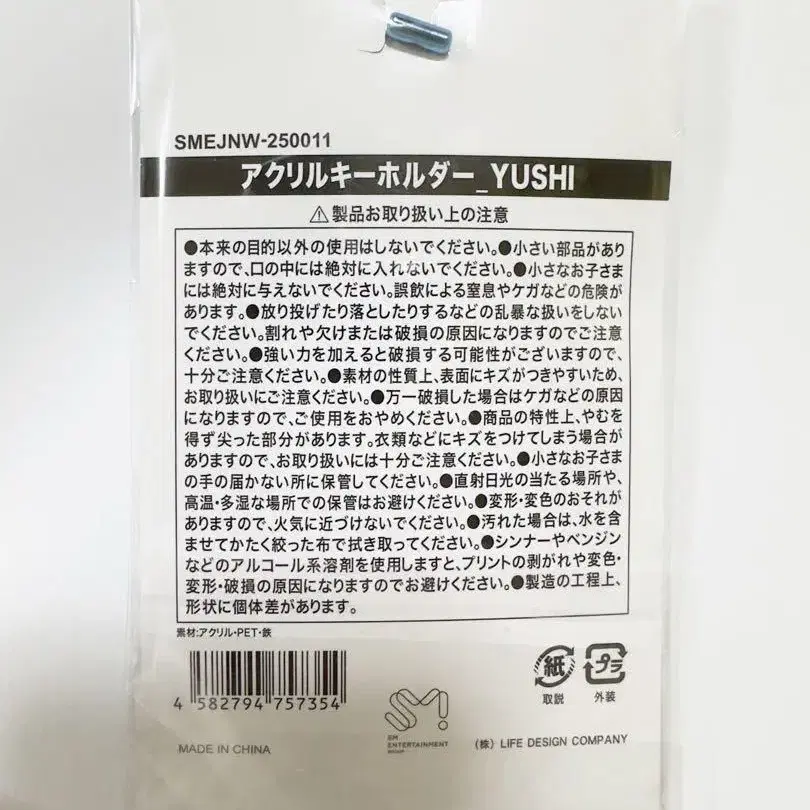 SMEJNW-250011
アクリルキーホルダー_YUSHI
⚠製品お取り扱い上の注意
●本来の目的以外の使用はしないでください。●小さい部品があり
ますので、口の中には絶対に入れないでください。●小さなお子さま
には絶対に与えないでください。誤飲による窒息やケガなどの危険が
あります。●放り投げたり落としたりするなどの乱暴な扱いをしない
でください。割れや欠けまたは破損の原因になりますのでご注意
ください。●強い力を加えると破損する可能性がございますので、
十分ご注意ください。●素材の性質上、表面にキズがつきやすいため、
お取り扱いにご注意ください。●万一破損した場合はケガなどの原因
になりますので、ご使用をおやめください。●商品の特性上、やむを
得ず尖った部分があります。衣類などにキズをつけてしまう場合が
ありますので、お取り扱いには十分ご注意ください。●小さなお子さま
の手の届かない所に保管してください。●直射日光の当たる場所や、
高温・多湿な場所での保管はお避けください。●変形・変色のおそれが
ありますので、火気に近づけないでください。●汚れた場合は、水を含
ませてかたく絞った布で拭き取ってください。●シンナーやベンジン
などのアルコール系溶剤を使用しますと、プリントの剥がれや変色・
変形・破損の原因になりますのでお避けください。●製造の工程上、
形状に個体差があります。
素材:アクリル・PET・鉄
4 582794 757354
SM
SM
ENTERTAINMENT
紙
取説
プラ
外装
MADE IN CHINA
(株) LIFE DESIGN COMPANY